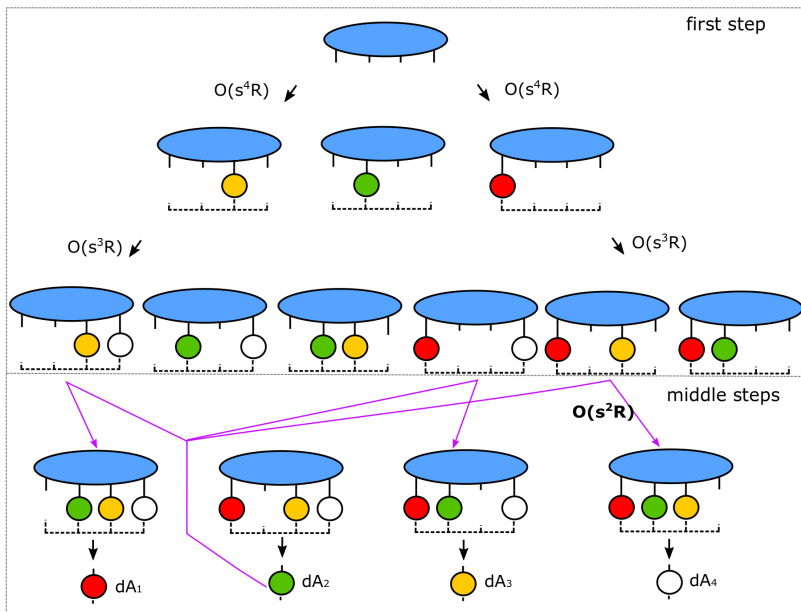 first step
O(s⁴R)
O(s⁴R)
O(s³R)
O(s³R)
middle steps
O(s²R)
dA₁
dA₂
dA₃
dA₄